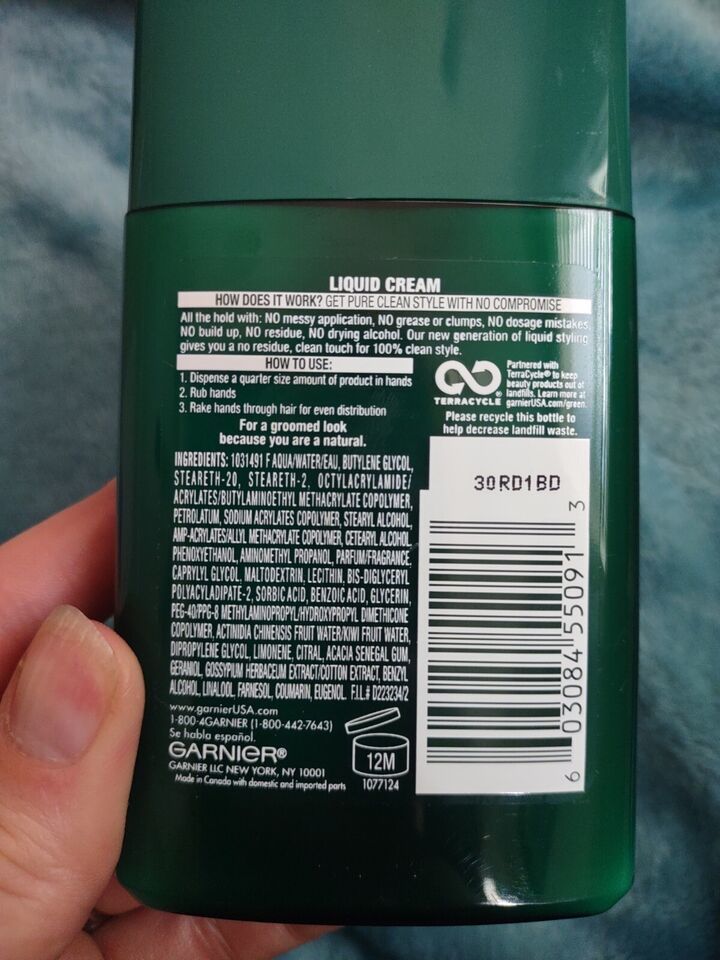 LIQUID CREAM
HOW DOES IT WORK? GET PURE CLEAN STYLE WITH NO COMPROMISE
All the hold with: NO messy application, NO grease or clumps, NO dosage mistakes,
NO build up, NO residue, NO drying alcohol. Our new generation of liquid styling
gives you a no residue, clean touch for 100% clean style.
HOW TO USE:
1. Dispense a quarter size amount of product in hands
2. Rub hands
3. Rake hands through hair for even distribution
For a groomed look
because you are a natural.
TERRACYCLE®
Partnered with
TerraCycle® to keep
beauty products out of
landfills. Learn more at
garnierUSA.com/green.
Please recycle this bottle to
help decrease landfill waste.
INGREDIENTS: 1031491 F AQUA/WATER/EAU, BUTYLENE GLYCOL,
STEARETH-20, STEARETH-2, OCTYLACRYLAMIDE/
ACRYLATES/BUTYLAMINOETHYL METHACRYLATE COPOLYMER,
PETROLATUM, SODIUM ACRYLATES COPOLYMER, STEARYL ALCOHOL,
AMP-ACRYLATES/ALLYL METHACRYLATE COPOLYMER, CETEARYL ALCOHOL,
PHENOXYETHANOL, AMINOMETHYL PROPANOL, PARFUM/FRAGRANCE,
CAPRYLYL GLYCOL, MALTODEXTRIN, LECITHIN, BIS-DIGLYCERYL
POLYACYLADIPATE-2, SORBIC ACID, BENZOIC ACID, GLYCERIN,
PEG-40/PPG-8 METHYLAMINOPROPYL/HYDROXYPROPYL DIMETHICONE
COPOLYMER, ACTINIDIA CHINENSIS FRUIT WATER/KIWI FRUIT WATER,
DIPROPYLENE GLYCOL, LIMONENE, CITRAL, ACACIA SENEGAL GUM,
GERANIOL, GOSSYPIUM HERBACEUM EXTRACT/COTTON EXTRACT, BENZYL
ALCOHOL, LINALOOL, FARNESOL, COUMARIN, EUGENOL. F.I.L.# D223234/2
www.garnierUSA.com
1-800-4GARNIER (1-800-442-7643)
Se habla español.
GARNIER®
GARNIER LLC NEW YORK, NY 10001
Made in Canada with domestic and imported parts
12M
1077124
30RD1BD
6 03084 55091 3